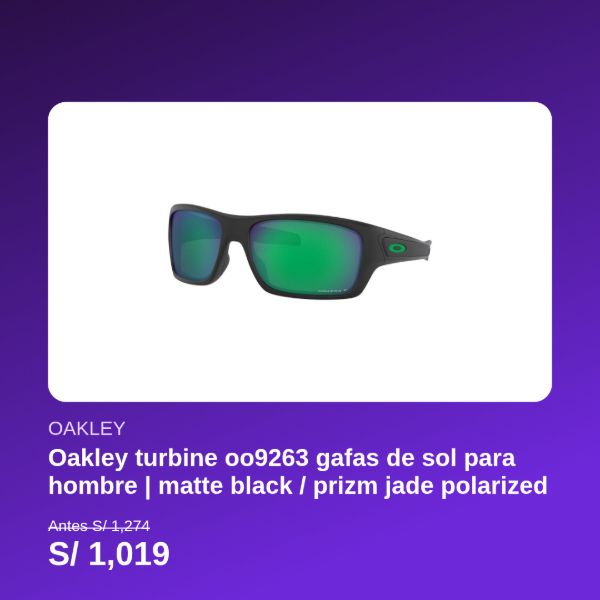 OAKLEY
Oakley turbine oo9263 gafas de sol para
hombre | matte black / prizm jade polarized
Antes S/ 1,274
S/ 1,019